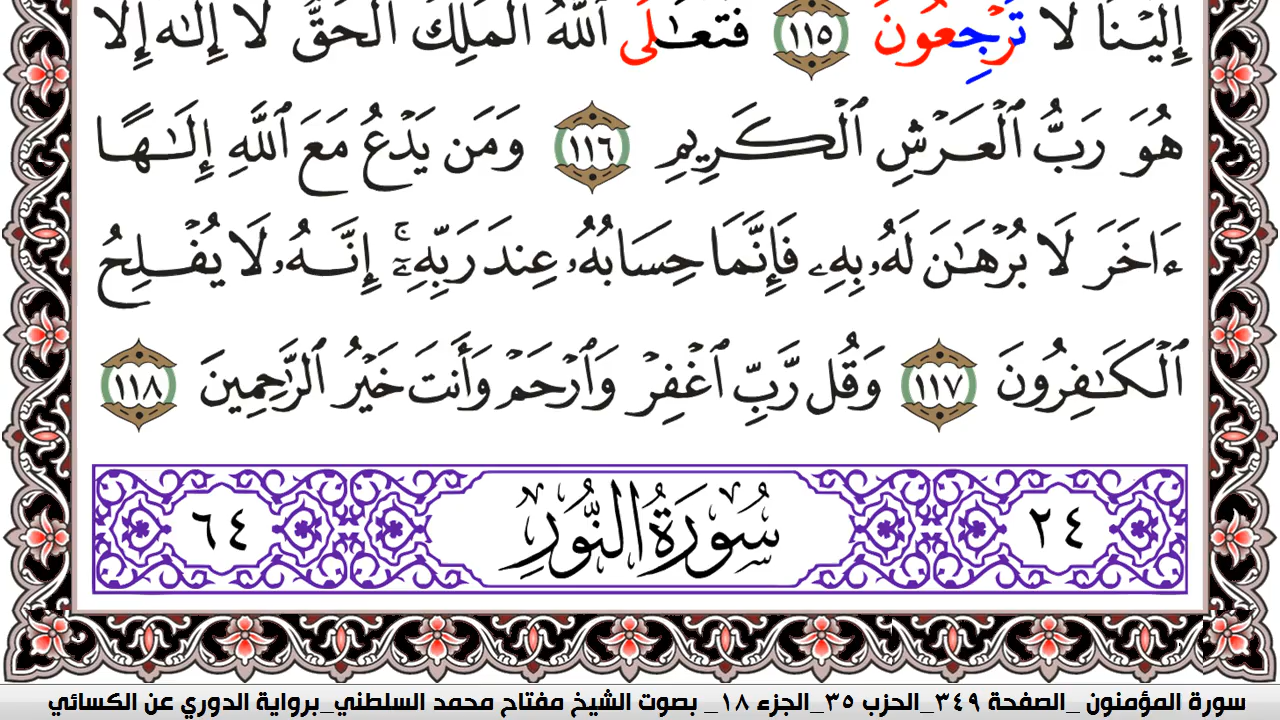 إِلَيْنَا لَا تَرْجِعُونَ ١١٥ فَتَعَٰلَى ٱللَّهُ ٱلْمَلِكُ ٱلْحَقُّ لَا إِلَٰهَ إِلَّا
هُوَ رَبُّ ٱلْعَرْشِ ٱلْكَرِيمِ ١١٦ وَمَن يَدْعُ مَعَ ٱللَّهِ إِلَٰهًا
ءَاخَرَ لَا بُرْهَٰنَ لَهُۥ بِهِۦ فَإِنَّمَا حِسَابُهُۥ عِندَ رَبِّهِۦٓ ۚ إِنَّهُۥ لَا يُفْلِحُ
ٱلْكَٰفِرُونَ ١١٧ وَقُل رَّبِّ ٱغْفِرْ وَٱرْحَمْ وَأَنتَ خَيْرُ ٱلرَّٰحِمِينَ ١١٨
٢٤ سُورَةُ النُّورِ ٦٤
سورة المؤمنون _الصفحة ٣٤٩_الحزب ٣٥_الجزء ١٨_ بصوت الشيخ مفتاح محمد السلطني_برواية الدوري عن الكسائي